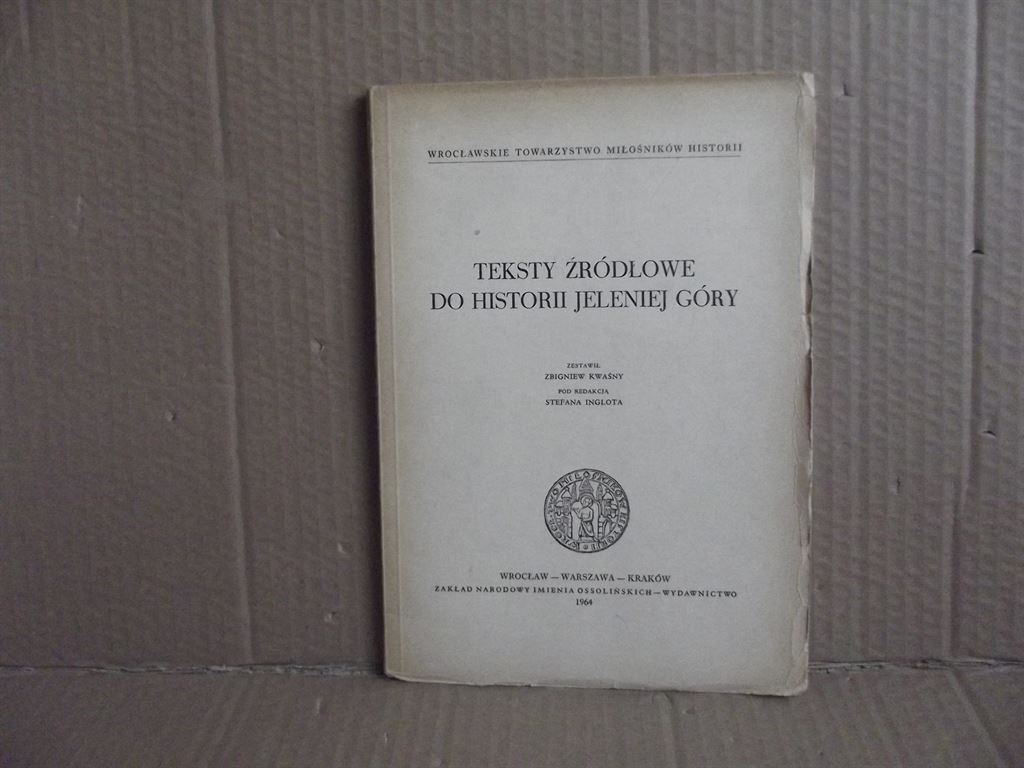 WROCŁAWSKIE TOWARZYSTWO MIŁOŚNIKÓW HISTORII
TEKSTY ŹRÓDŁOWE
DO HISTORII JELENIEJ GÓRY
ZESTAWIŁ
ZBIGNIEW KWAŚNY
POD REDAKCJĄ
STEFANA INGLOTA
WROCŁAW — WARSZAWA — KRAKÓW
ZAKŁAD NARODOWY IMIENIA OSSOLIŃSKICH — WYDAWNICTWO
1964